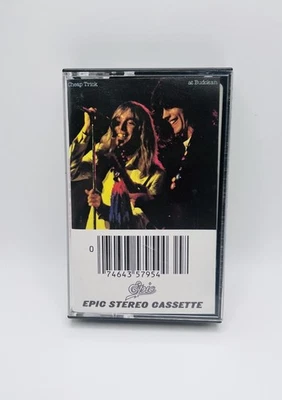 Cheap Trick at Budokan
0
74643 57954
Epic
EPIC STEREO CASSETTE